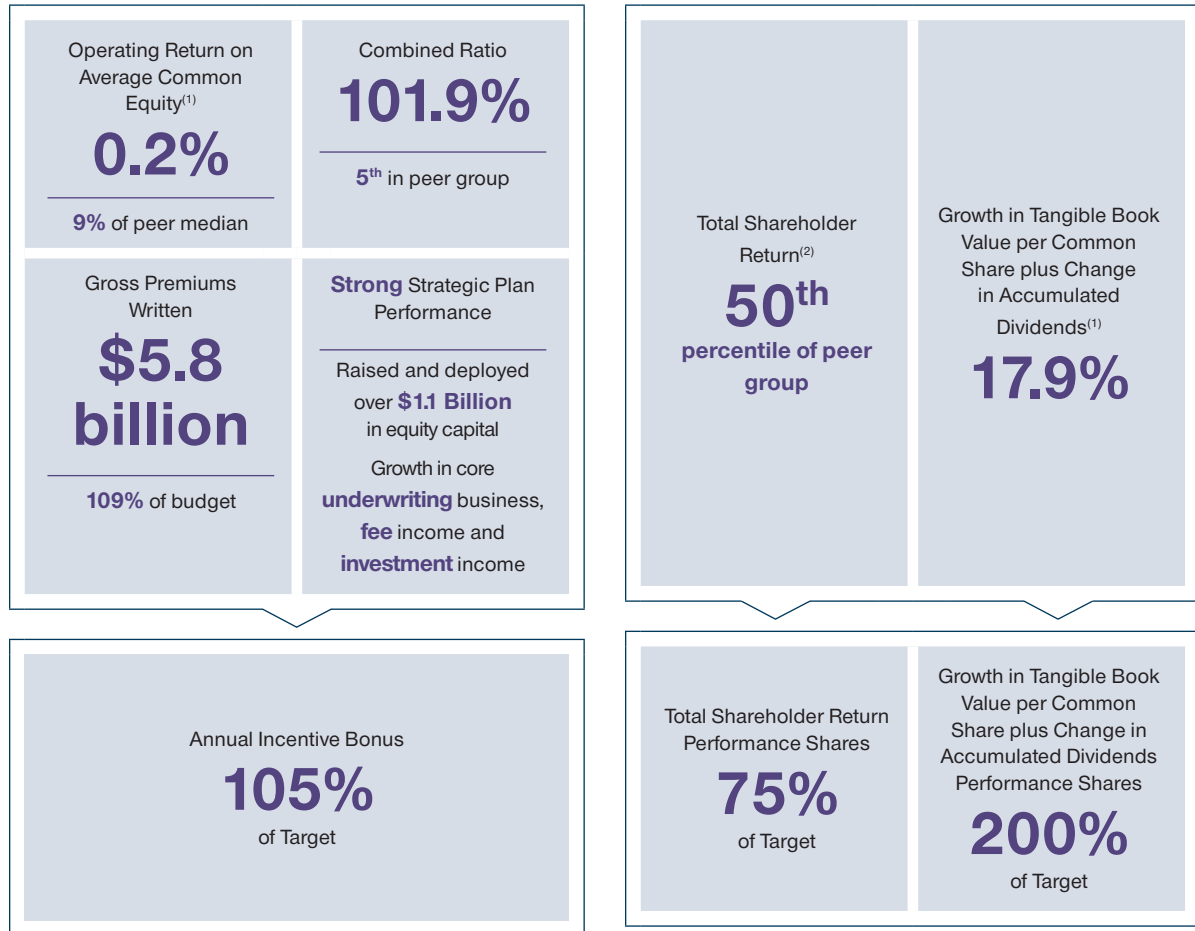 Operating Return on
Average Common
Equity(1)
0.2%
9% of peer median
Combined Ratio
101.9%
5th in peer group
Gross Premiums
Written
$5.8
billion
109% of budget
Strong Strategic Plan
Performance
Raised and deployed
over $1.1 Billion
in equity capital
Growth in core
underwriting business,
fee income and
investment income
Annual Incentive Bonus
105%
of Target
Total Shareholder
Return(2)
50th
percentile of peer
group
Growth in Tangible Book
Value per Common
Share plus Change
in Accumulated
Dividends(1)
17.9%
Total Shareholder Return
Performance Shares
75%
of Target
Growth in Tangible Book
Value per Common
Share plus Change in
Accumulated Dividends
Performance Shares
200%
of Target